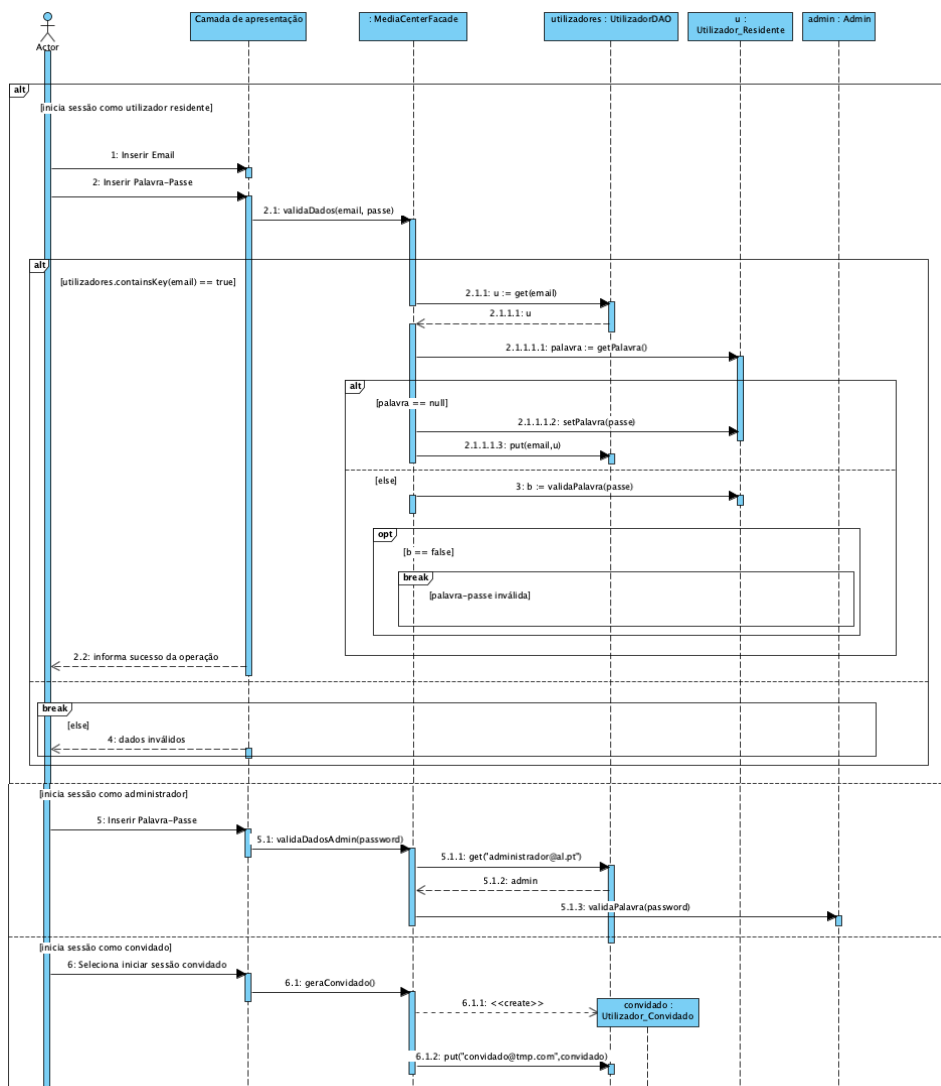 Camada de apresentação
: MediaCenterFacade
utilizadores : UtilizadorDAO
u :
Utilizador_Residente
admin : Admin
Actor
alt
[inicia sessão como utilizador residente]
1: Inserir Email
2: Inserir Palavra-Passe
2.1: validaDados(email, passe)
alt
[utilizadores.containsKey(email) == true]
2.1.1: u := get(email)
2.1.1.1: u
2.1.1.1.1: palavra := getPalavra()
alt
[palavra == null]
2.1.1.1.2: setPalavra(passe)
2.1.1.1.3: put(email,u)
[else]
3: b := validaPalavra(passe)
opt
[b == false]
break
[palavra-passe inválida]
2.2: informa sucesso da operação
break
[else]
4: dados inválidos
[inicia sessão como administrador]
5: Inserir Palavra-Passe
5.1: validaDadosAdmin(password)
5.1.1: get("administrador@al.pt")
5.1.2: admin
5.1.3: validaPalavra(password)
[inicia sessão como convidado]
6: Seleciona iniciar sessão convidado
6.1: geraConvidado()
6.1.1: <<create>>
convidado :
Utilizador_Convidado
6.1.2: put("convidado@tmp.com",convidado)